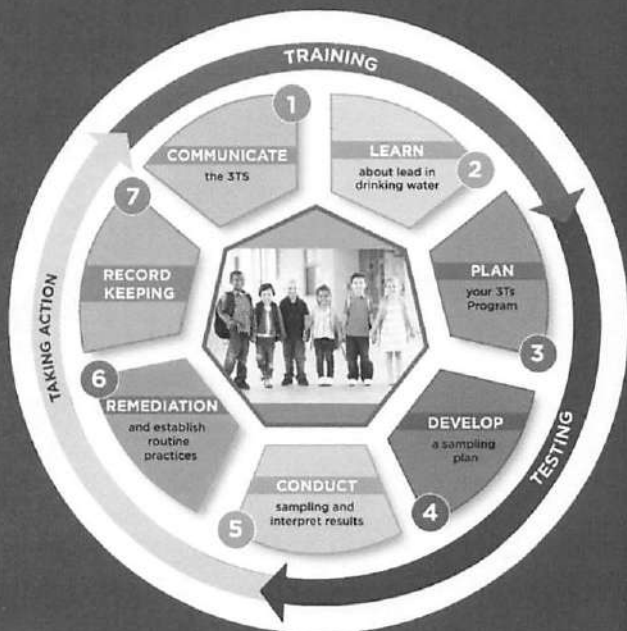 TRAINING
1
COMMUNICATE
the 3TS
LEARN
2
about lead in
drinking water
PLAN
your 3Ts
Program
3
TESTING
DEVELOP
a sampling
plan
4
CONDUCT
sampling and
interpret results
5
6
REMEDIATION
and establish
routine
practices
TAKING ACTION
7
RECORD
KEEPING